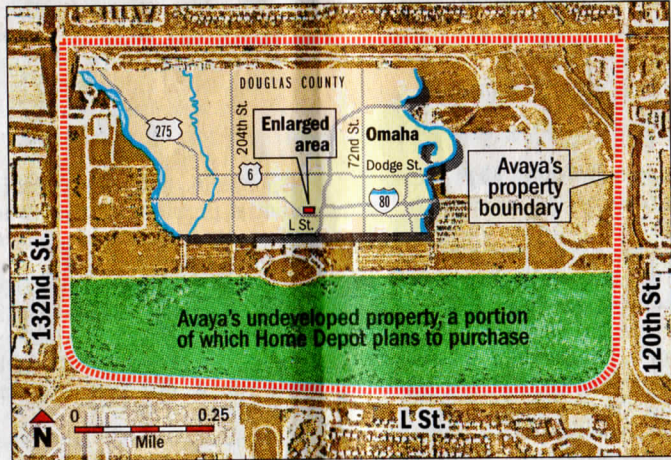 DOUGLAS COUNTY
275
204th St.
Enlarged
area
72nd St.
Omaha
6
Dodge St.
80
L St.
Avaya's
property
boundary
132nd St.
Avaya's undeveloped property, a portion
of which Home Depot plans to purchase
120th St.
N
0 0.25
Mile
L St.